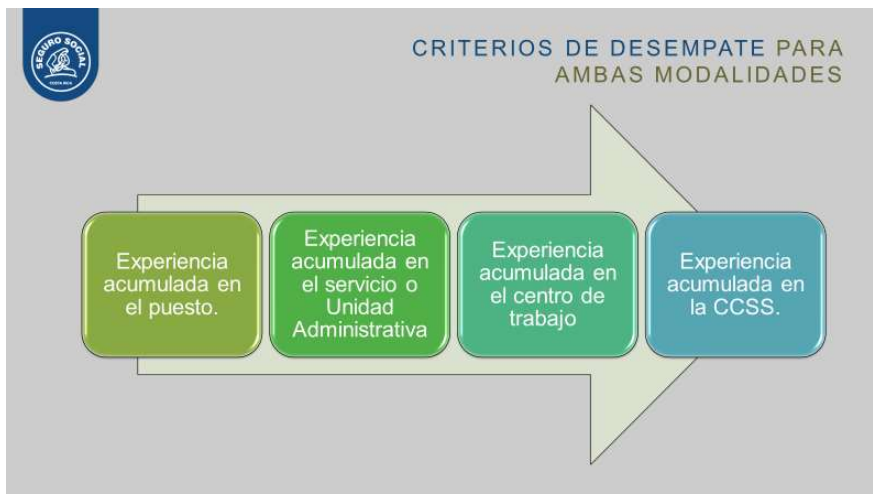 SEGURO SOCIAL
COSTA RICA
CRITERIOS DE DESEMPATE PARA
AMBAS MODALIDADES
Experiencia
acumulada en
el puesto.
Experiencia
acumulada en
el servicio o
Unidad
Administrativa
Experiencia
acumulada en
el centro de
trabajo
Experiencia
acumulada en
la CCSS.